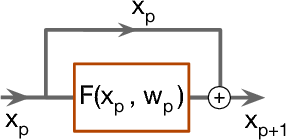 xₚ
F(xₚ , wₚ)
+
xₚ
xₚ₊₁